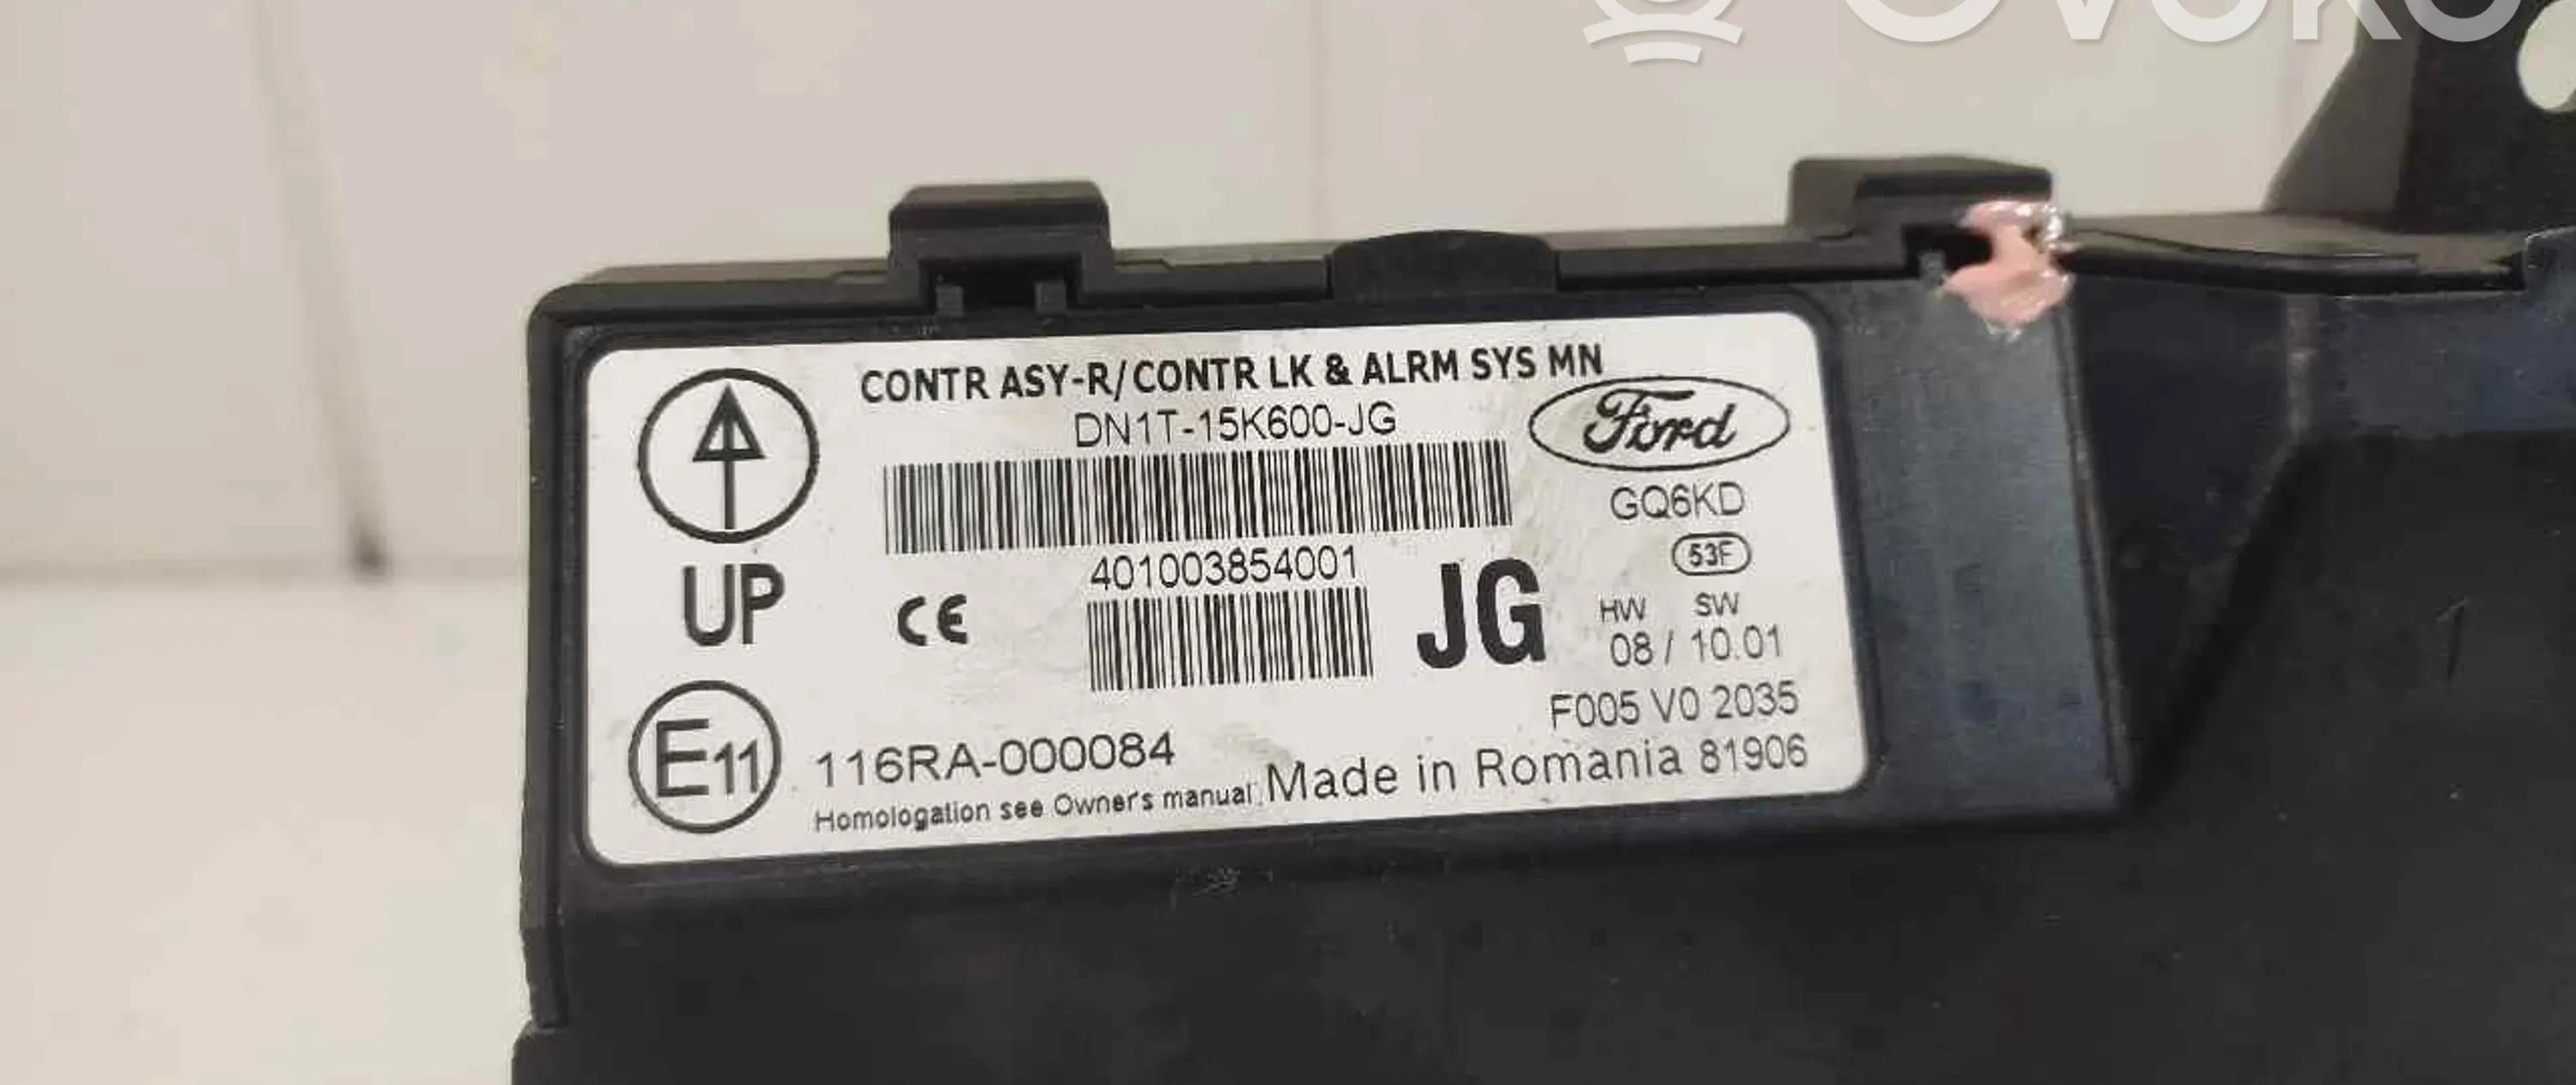 OVOKO
CONTR ASY-R/CONTR LK & ALRM SYS MN
DN1T-15K600-JG
Ford
GQ6KD
53F
401003854001
UP
CE
JG
HW SW
08 / 10.01
F005 V0 2035
E11
116RA-000084
Homologation see Owner's manual.
Made in Romania 81906